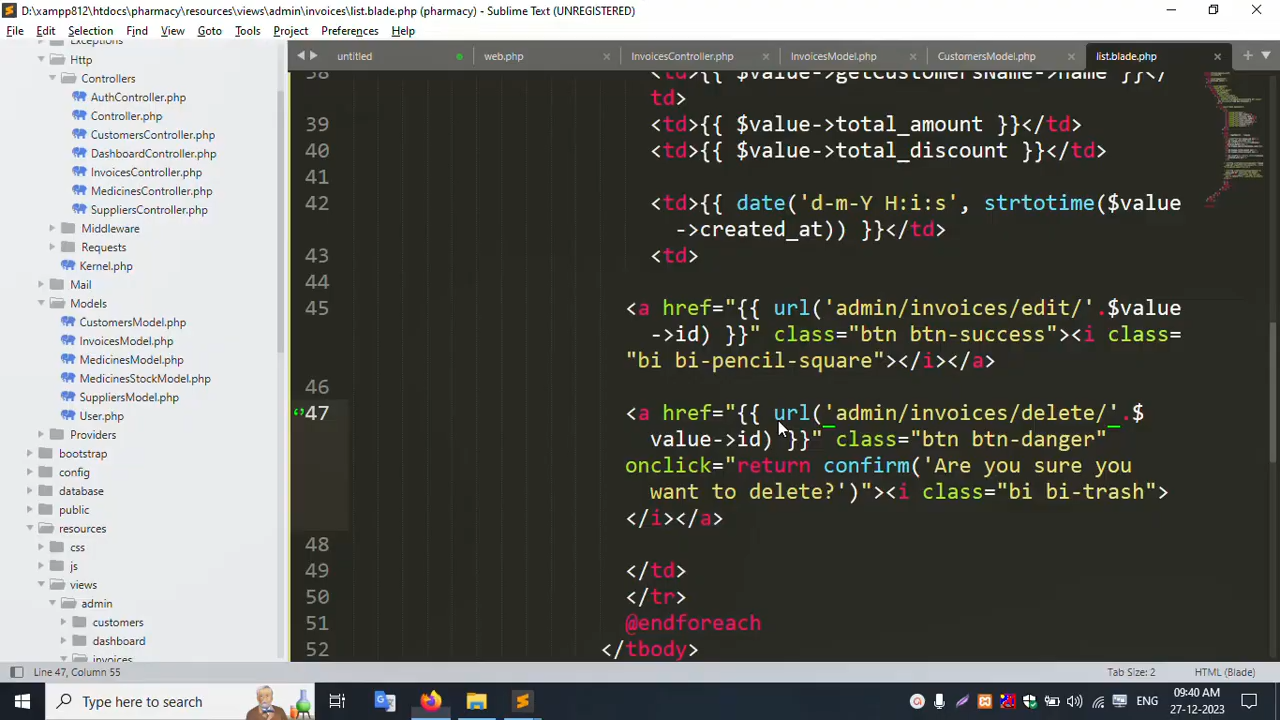 D:\xampp812\htdocs\pharmacy\resources\views\admin\invoices\list.blade.php (pharmacy) - Sublime Text (UNREGISTERED)
File Edit Selection Find View Goto Tools Project Preferences Help
Exceptions
Http
Controllers
AuthController.php
Controller.php
CustomersController.php
DashboardController.php
InvoicesController.php
MedicinesController.php
SuppliersController.php
Middleware
Requests
Kernel.php
Mail
Models
CustomersModel.php
InvoicesModel.php
MedicinesModel.php
MedicinesStockModel.php
SuppliersModel.php
User.php
Providers
bootstrap
config
database
public
resources
css
js
views
admin
customers
dashboard
invoices
untitled web.php InvoicesController.php InvoicesModel.php CustomersModel.php list.blade.php
38 <td>{{ $value->getCustomersName->name }}</
td>
39 <td>{{ $value->total_amount }}</td>
40 <td>{{ $value->total_discount }}</td>
41
42 <td>{{ date('d-m-Y H:i:s', strtotime($value
->created_at)) }}</td>
43 <td>
44
45 <a href="{{ url('admin/invoices/edit/'.$value
->id) }}" class="btn btn-success"><i class=
"bi bi-pencil-square"></i></a>
46
47 <a href="{{ url('admin/invoices/delete/'.$
value->id) }}" class="btn btn-danger"
onclick="return confirm('Are you sure you
want to delete?')"><i class="bi bi-trash">
</i></a>
48
49 </td>
50 </tr>
51 @endforeach
52 </tbody>
Line 47, Column 55 Tab Size: 2 HTML (Blade)
Type here to search ENG 09:40 AM
27-12-2023